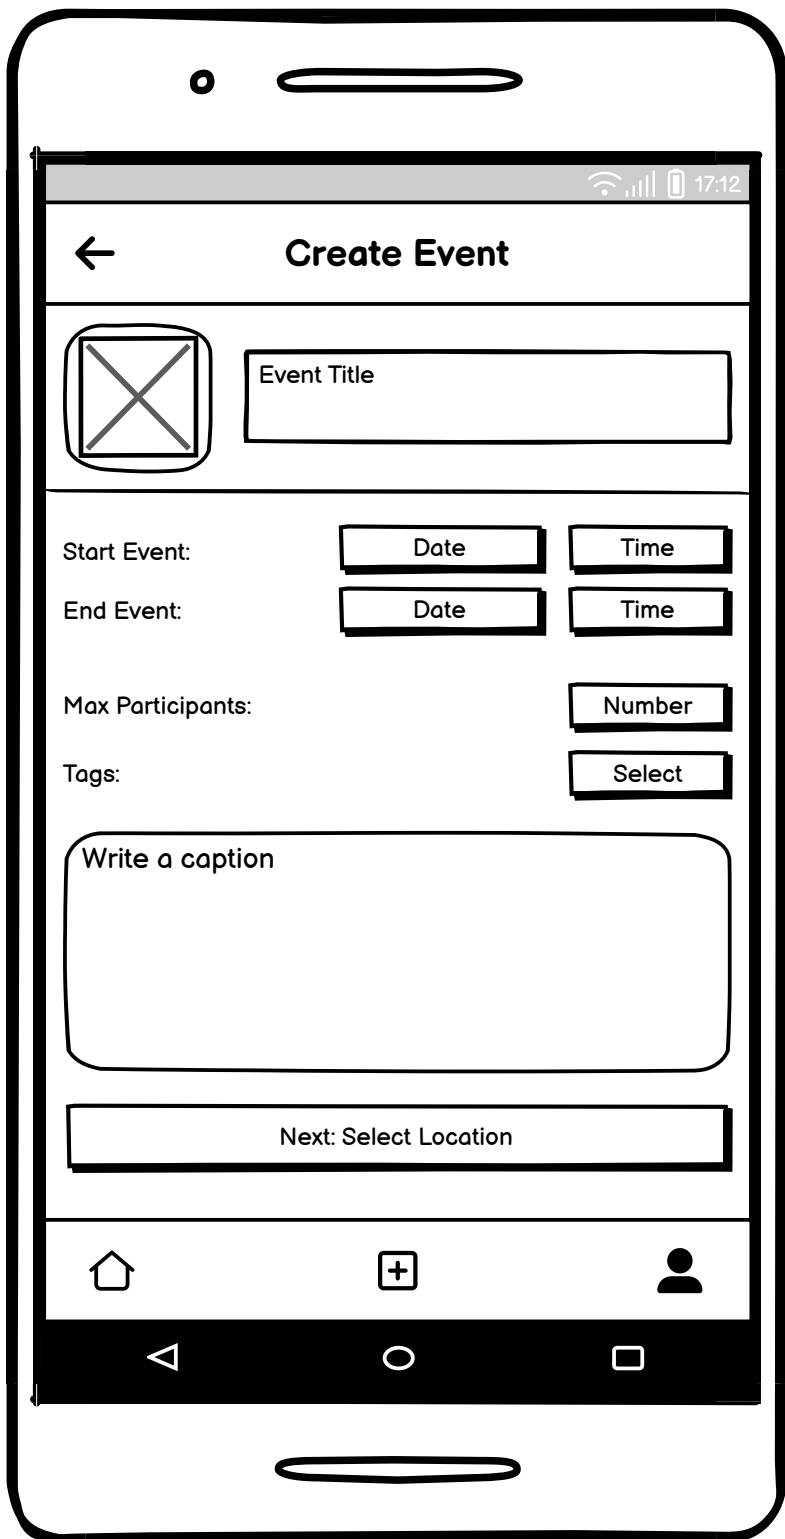 17:12
Create Event
Event Title
Start Event: Date Time
End Event: Date Time
Max Participants: Number
Tags: Select
Write a caption
Next: Select Location